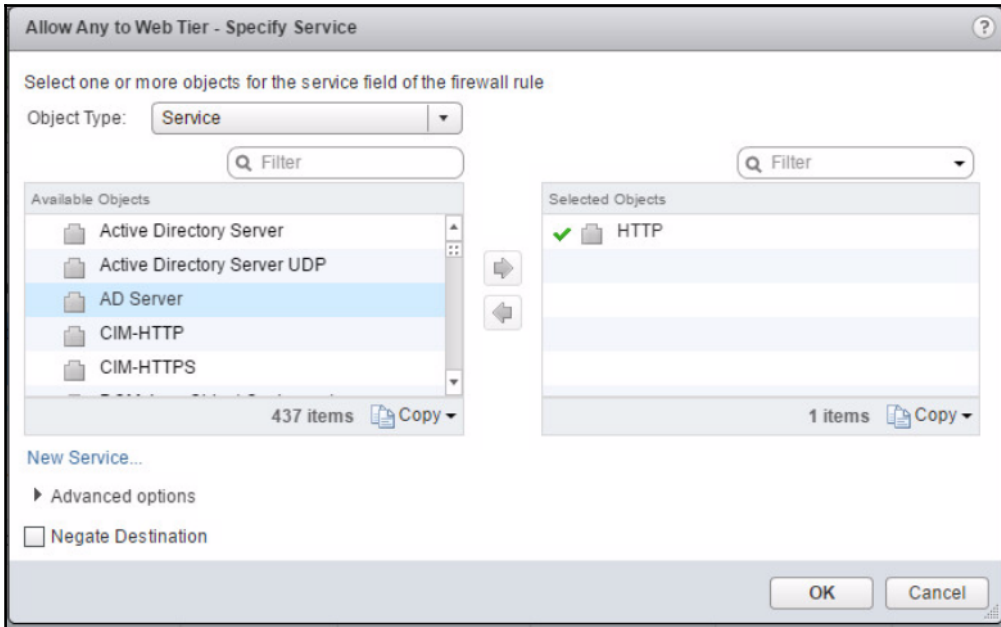 Allow Any to Web Tier - Specify Service
?
Select one or more objects for the service field of the firewall rule
Object Type: Service
Filter
Filter
Available Objects
Selected Objects
Active Directory Server
HTTP
Active Directory Server UDP
AD Server
CIM-HTTP
CIM-HTTPS
437 items Copy
1 items Copy
New Service...
Advanced options
Negate Destination
OK Cancel